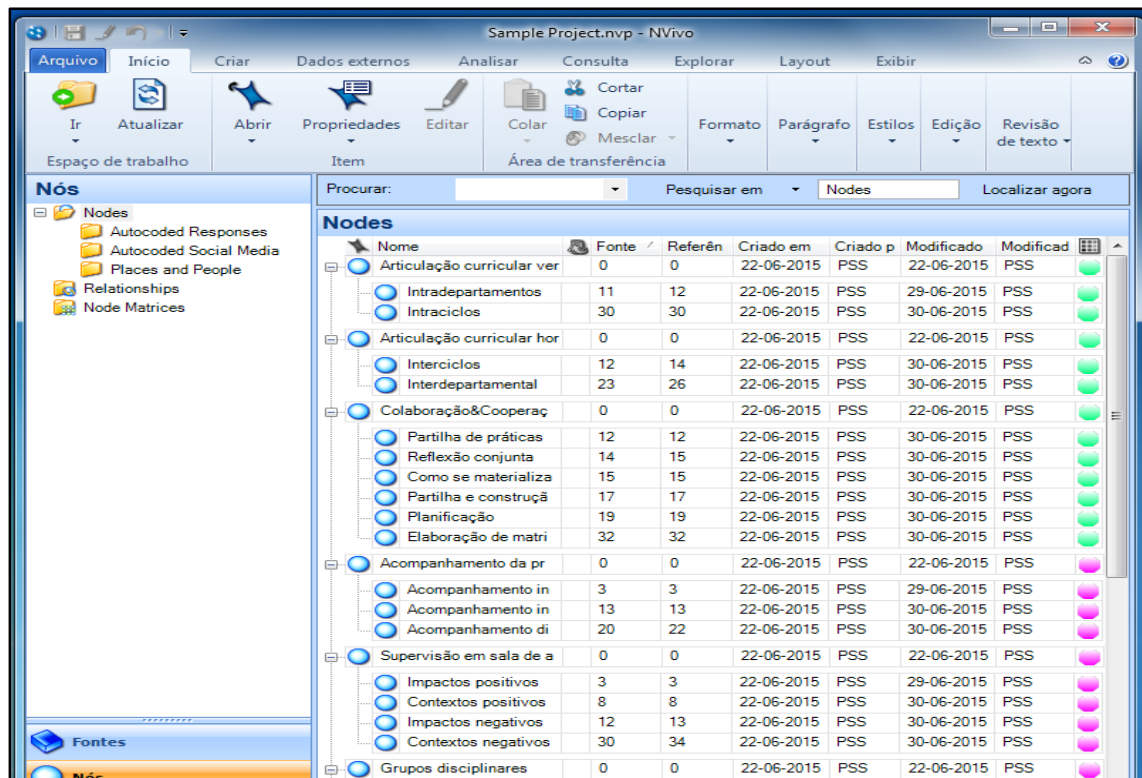 Sample Project.nvp - NVivo
Arquivo Início Criar Dados externos Analisar Consulta Explorar Layout Exibir
Ir Atualizar Abrir Propriedades Editar Colar Cortar Copiar Mesclar Formato Parágrafo Estilos Edição Revisão de texto
Espaço de trabalho Item Área de transferência
Nós
Nodes
Autocoded Responses
Autocoded Social Media
Places and People
Relationships
Node Matrices
Fontes
Nós
Procurar: Pesquisar em Nodes Localizar agora
Nodes
Nome Fonte Referên Criado em Criado p Modificado Modificad
Articulação curricular ver 0 0 22-06-2015 PSS 22-06-2015 PSS
Intradepartamentos 11 12 22-06-2015 PSS 29-06-2015 PSS
Intraciclos 30 30 22-06-2015 PSS 30-06-2015 PSS
Articulação curricular hor 0 0 22-06-2015 PSS 22-06-2015 PSS
Interciclos 12 14 22-06-2015 PSS 30-06-2015 PSS
Interdepartamental 23 26 22-06-2015 PSS 30-06-2015 PSS
Colaboração&Cooperaç 0 0 22-06-2015 PSS 22-06-2015 PSS
Partilha de práticas 12 12 22-06-2015 PSS 30-06-2015 PSS
Reflexão conjunta 14 15 22-06-2015 PSS 30-06-2015 PSS
Como se materializa 15 15 22-06-2015 PSS 30-06-2015 PSS
Partilha e construçã 17 17 22-06-2015 PSS 30-06-2015 PSS
Planificação 19 19 22-06-2015 PSS 30-06-2015 PSS
Elaboração de matri 32 32 22-06-2015 PSS 30-06-2015 PSS
Acompanhamento da pr 0 0 22-06-2015 PSS 22-06-2015 PSS
Acompanhamento in 3 3 22-06-2015 PSS 29-06-2015 PSS
Acompanhamento in 13 13 22-06-2015 PSS 30-06-2015 PSS
Acompanhamento di 20 22 22-06-2015 PSS 30-06-2015 PSS
Supervisão em sala de a 0 0 22-06-2015 PSS 22-06-2015 PSS
Impactos positivos 3 3 22-06-2015 PSS 29-06-2015 PSS
Contextos positivos 8 8 22-06-2015 PSS 30-06-2015 PSS
Impactos negativos 12 13 22-06-2015 PSS 30-06-2015 PSS
Contextos negativos 30 34 22-06-2015 PSS 30-06-2015 PSS
Grupos disciplinares 0 0 22-06-2015 PSS 22-06-2015 PSS